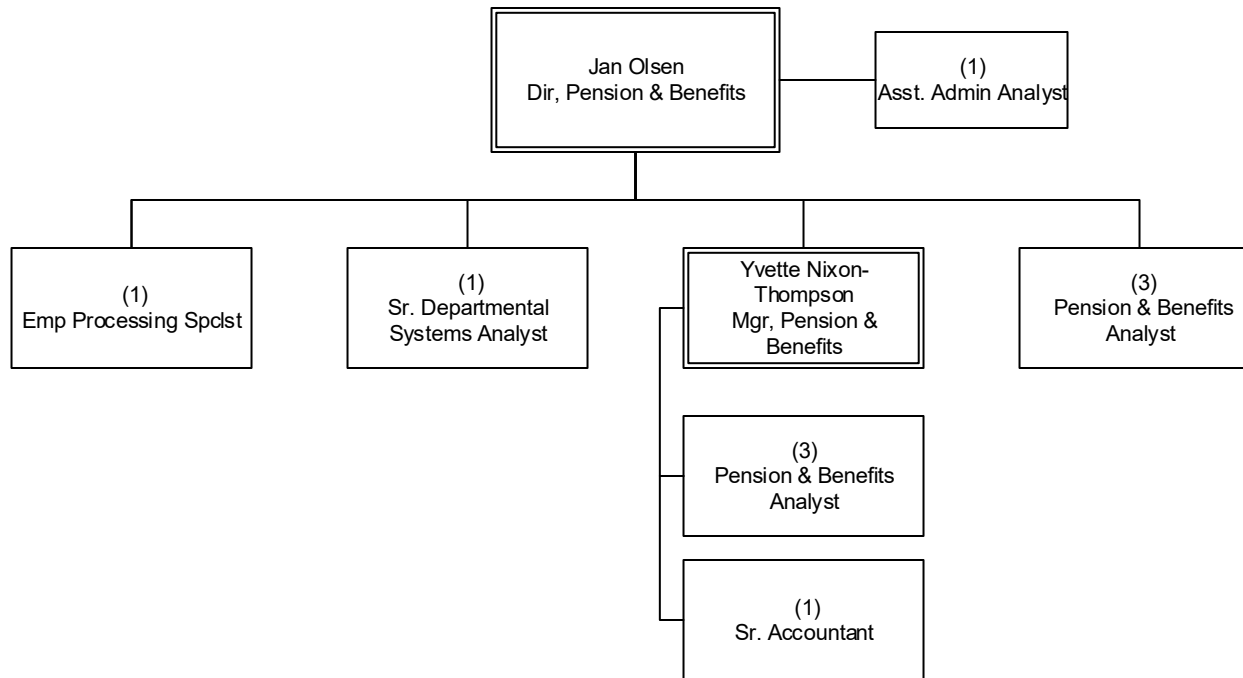 Jan Olsen
Dir, Pension & Benefits
(1)
Asst. Admin Analyst
(1)
Emp Processing Spclst
(1)
Sr. Departmental
Systems Analyst
Yvette Nixon-
Thompson
Mgr, Pension &
Benefits
(3)
Pension & Benefits
Analyst
(3)
Pension & Benefits
Analyst
(1)
Sr. Accountant